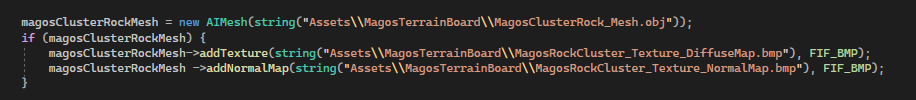 magosClusterRockMesh = new AIMesh(string("Assets\\MagosTerrainBoard\\MagosClusterRock_Mesh.obj"));
if (magosClusterRockMesh) {
    magosClusterRockMesh->addTexture(string("Assets\\MagosTerrainBoard\\MagosRockCluster_Texture_DiffuseMap.bmp"), FIF_BMP);
    magosClusterRockMesh ->addNormalMap(string("Assets\\MagosTerrainBoard\\MagosRockCluster_Texture_NormalMap.bmp"), FIF_BMP);
}